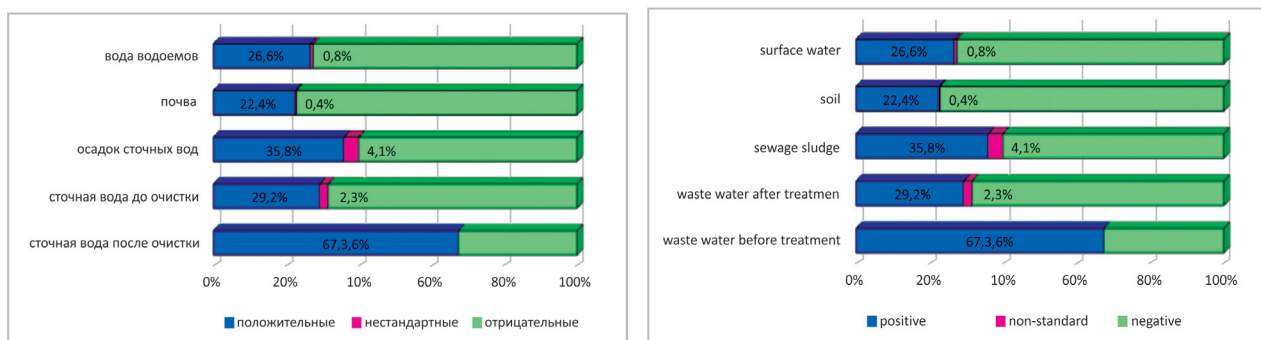 вода водоемов 26,6% 0,8%
почва 22,4% 0,4%
осадок сточных вод 35,8% 4,1%
сточная вода до очистки 29,2% 2,3%
сточная вода после очистки 67,3,6%
0% 20% 10% 60% 80% 100%
положительные нестандартные отрицательные
surface water 26,6% 0,8%
soil 22,4% 0,4%
sewage sludge 35,8% 4,1%
waste water after treatmen 29,2% 2,3%
waste water before treatment 67,3,6%
0% 20% 10% 60% 80% 100%
positive non-standard negative